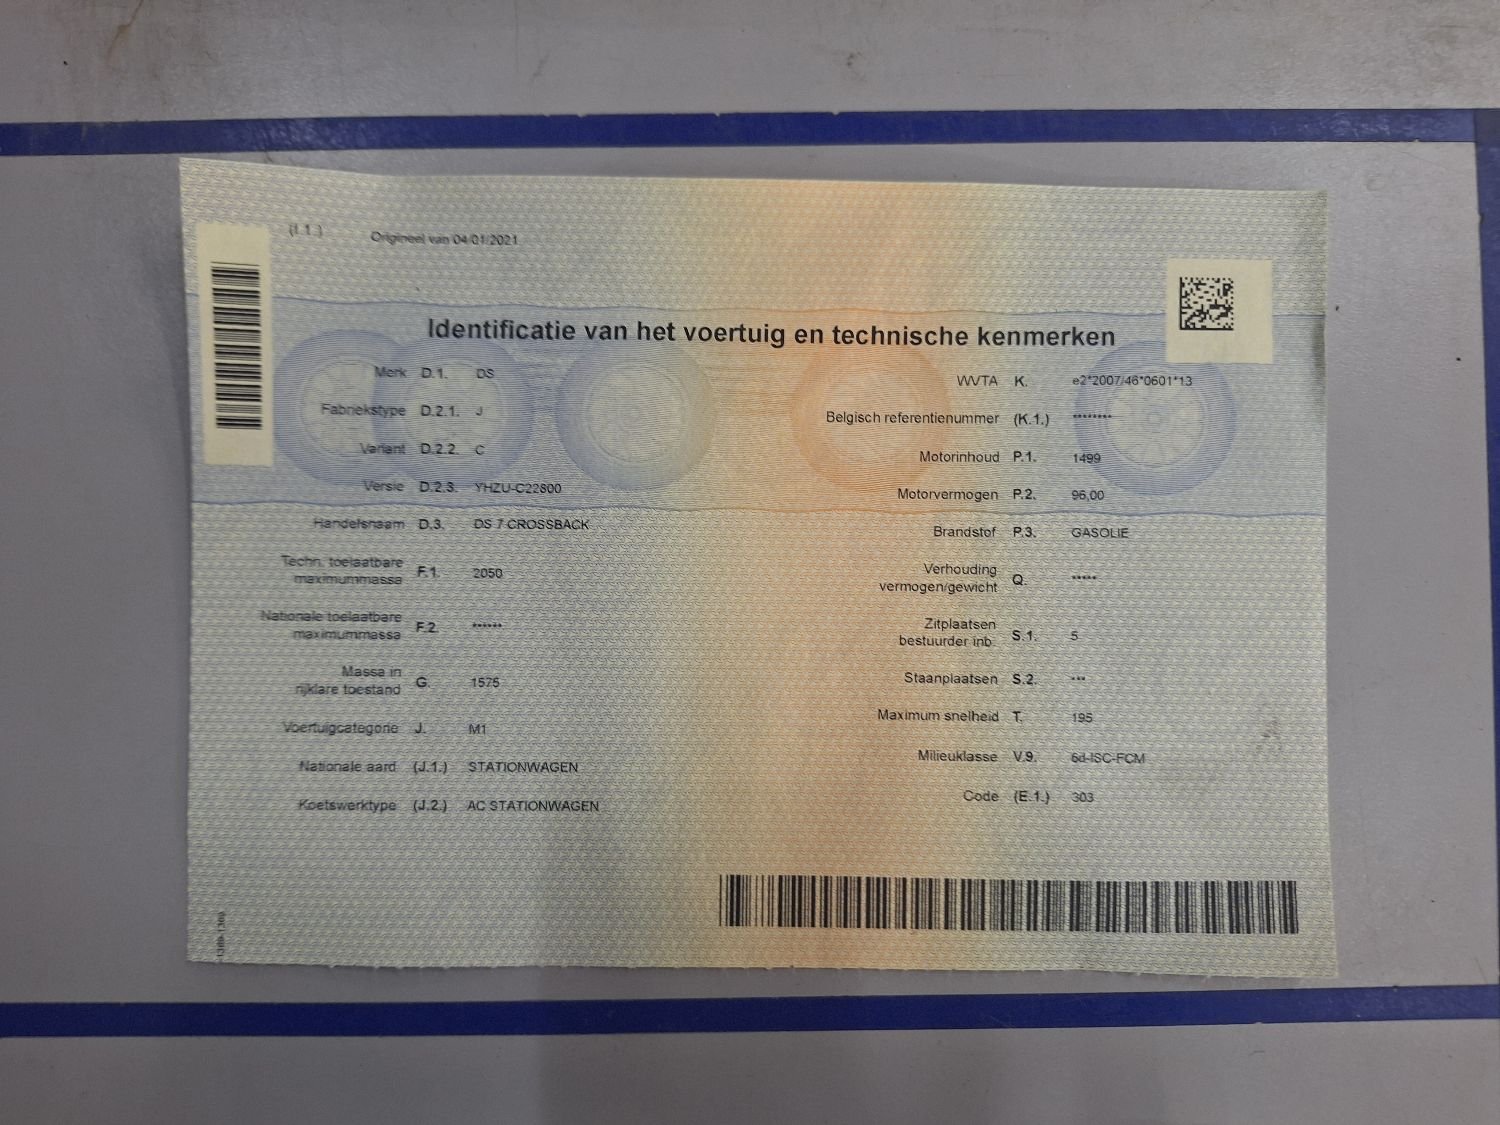 (I.1.) Origineel van 04/01/2021
Identificatie van het voertuig en technische kenmerken
Merk D.1. DS
Fabriekstype D.2.1. J
Variant D.2.2. C
Versie D.2.3. YHZU-C22800
Handelsnaam D.3. DS 7 CROSSBACK
Techn. toelaatbare
maximummassa F.1. 2050
Nationale toelaatbare
maximummassa F.2. ******
Massa in
rijklare toestand G. 1575
Voertuigcategorie J. M1
Nationale aard (J.1.) STATIONWAGEN
Koetswerktype (J.2.) AC STATIONWAGEN
WVTA K. e2*2007/46*0601*13
Belgisch referentienummer (K.1.) ********
Motorinhoud P.1. 1499
Motorvermogen P.2. 96,00
Brandstof P.3. GASOLIE
Verhouding
vermogen/gewicht Q. *****
Zitplaatsen
bestuurder inb. S.1. 5
Staanplaatsen S.2. ***
Maximum snelheid T. 195
Milieuklasse V.9. 6d-ISC-FCM
Code (E.1.) 303